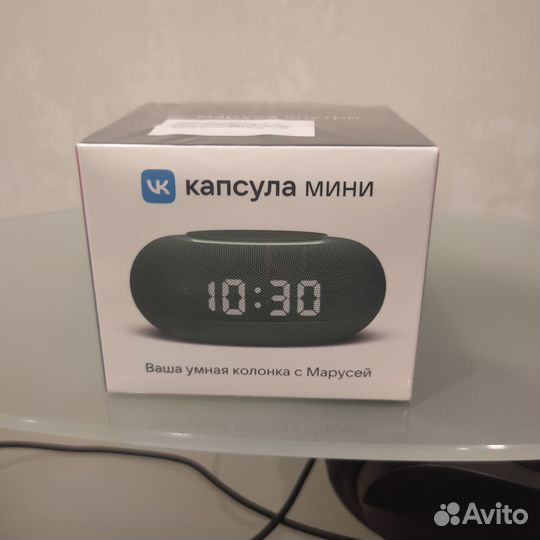 VK капсула мини
10:30
Ваша умная колонка с Марусей
Avito